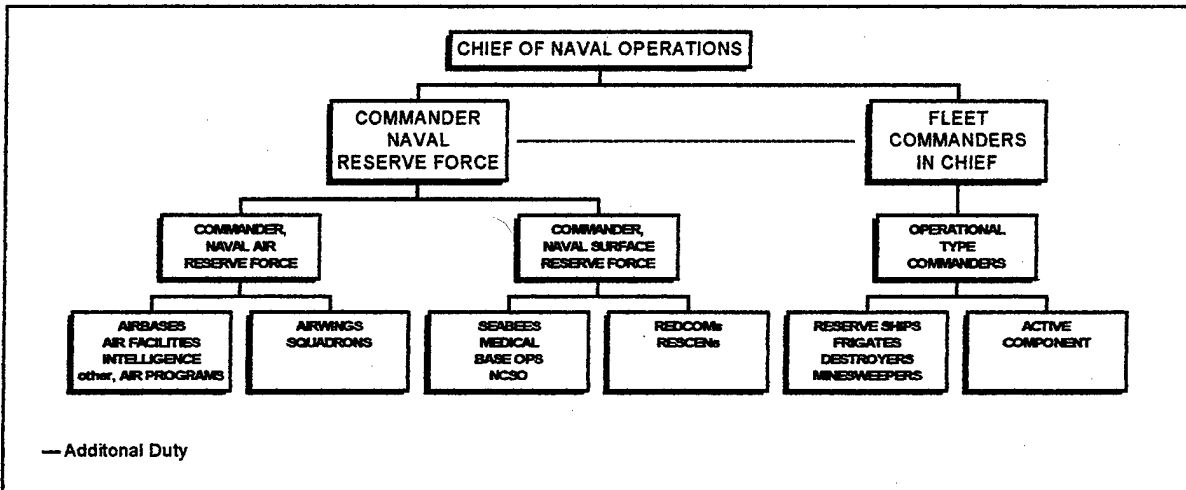 CHIEF OF NAVAL OPERATIONS
COMMANDER
NAVAL
RESERVE FORCE
FLEET
COMMANDERS
IN CHIEF
COMMANDER,
NAVAL AIR
RESERVE FORCE
COMMANDER,
NAVAL SURFACE
RESERVE FORCE
OPERATIONAL
TYPE
COMMANDERS
AIRBASES
AIR FACILITIES
INTELLIGENCE
other, AIR PROGRAMS
AIRWINGS
SQUADRONS
SEABEES
MEDICAL
BASE OPS
NCSO
REDCOMs
RESCENs
RESERVE SHIPS
FRIGATES
DESTROYERS
MINESWEEPERS
ACTIVE
COMPONENT
— Additonal Duty